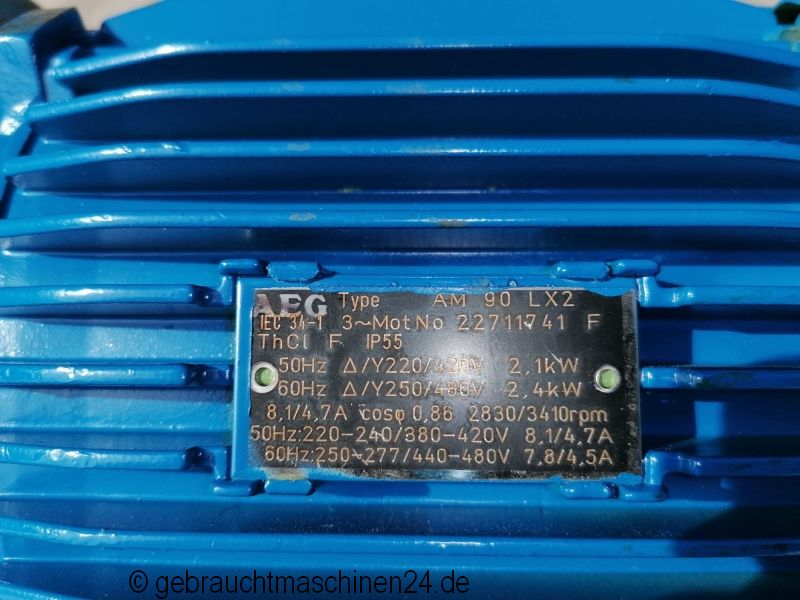 AEG Type AM 90 LX2
IEC 34-1 3~MotNo 22711741 F
ThCl F IP55
50Hz Δ/Y220/420V 2,1kW
60Hz Δ/Y250/480V 2,4kW
8,1/4,7A cosφ 0,86 2830/3410rpm
50Hz:220-240/380-420V 8,1/4,7A
60Hz:250-277/440-480V 7,8/4,5A
© gebrauchtmaschinen24.de